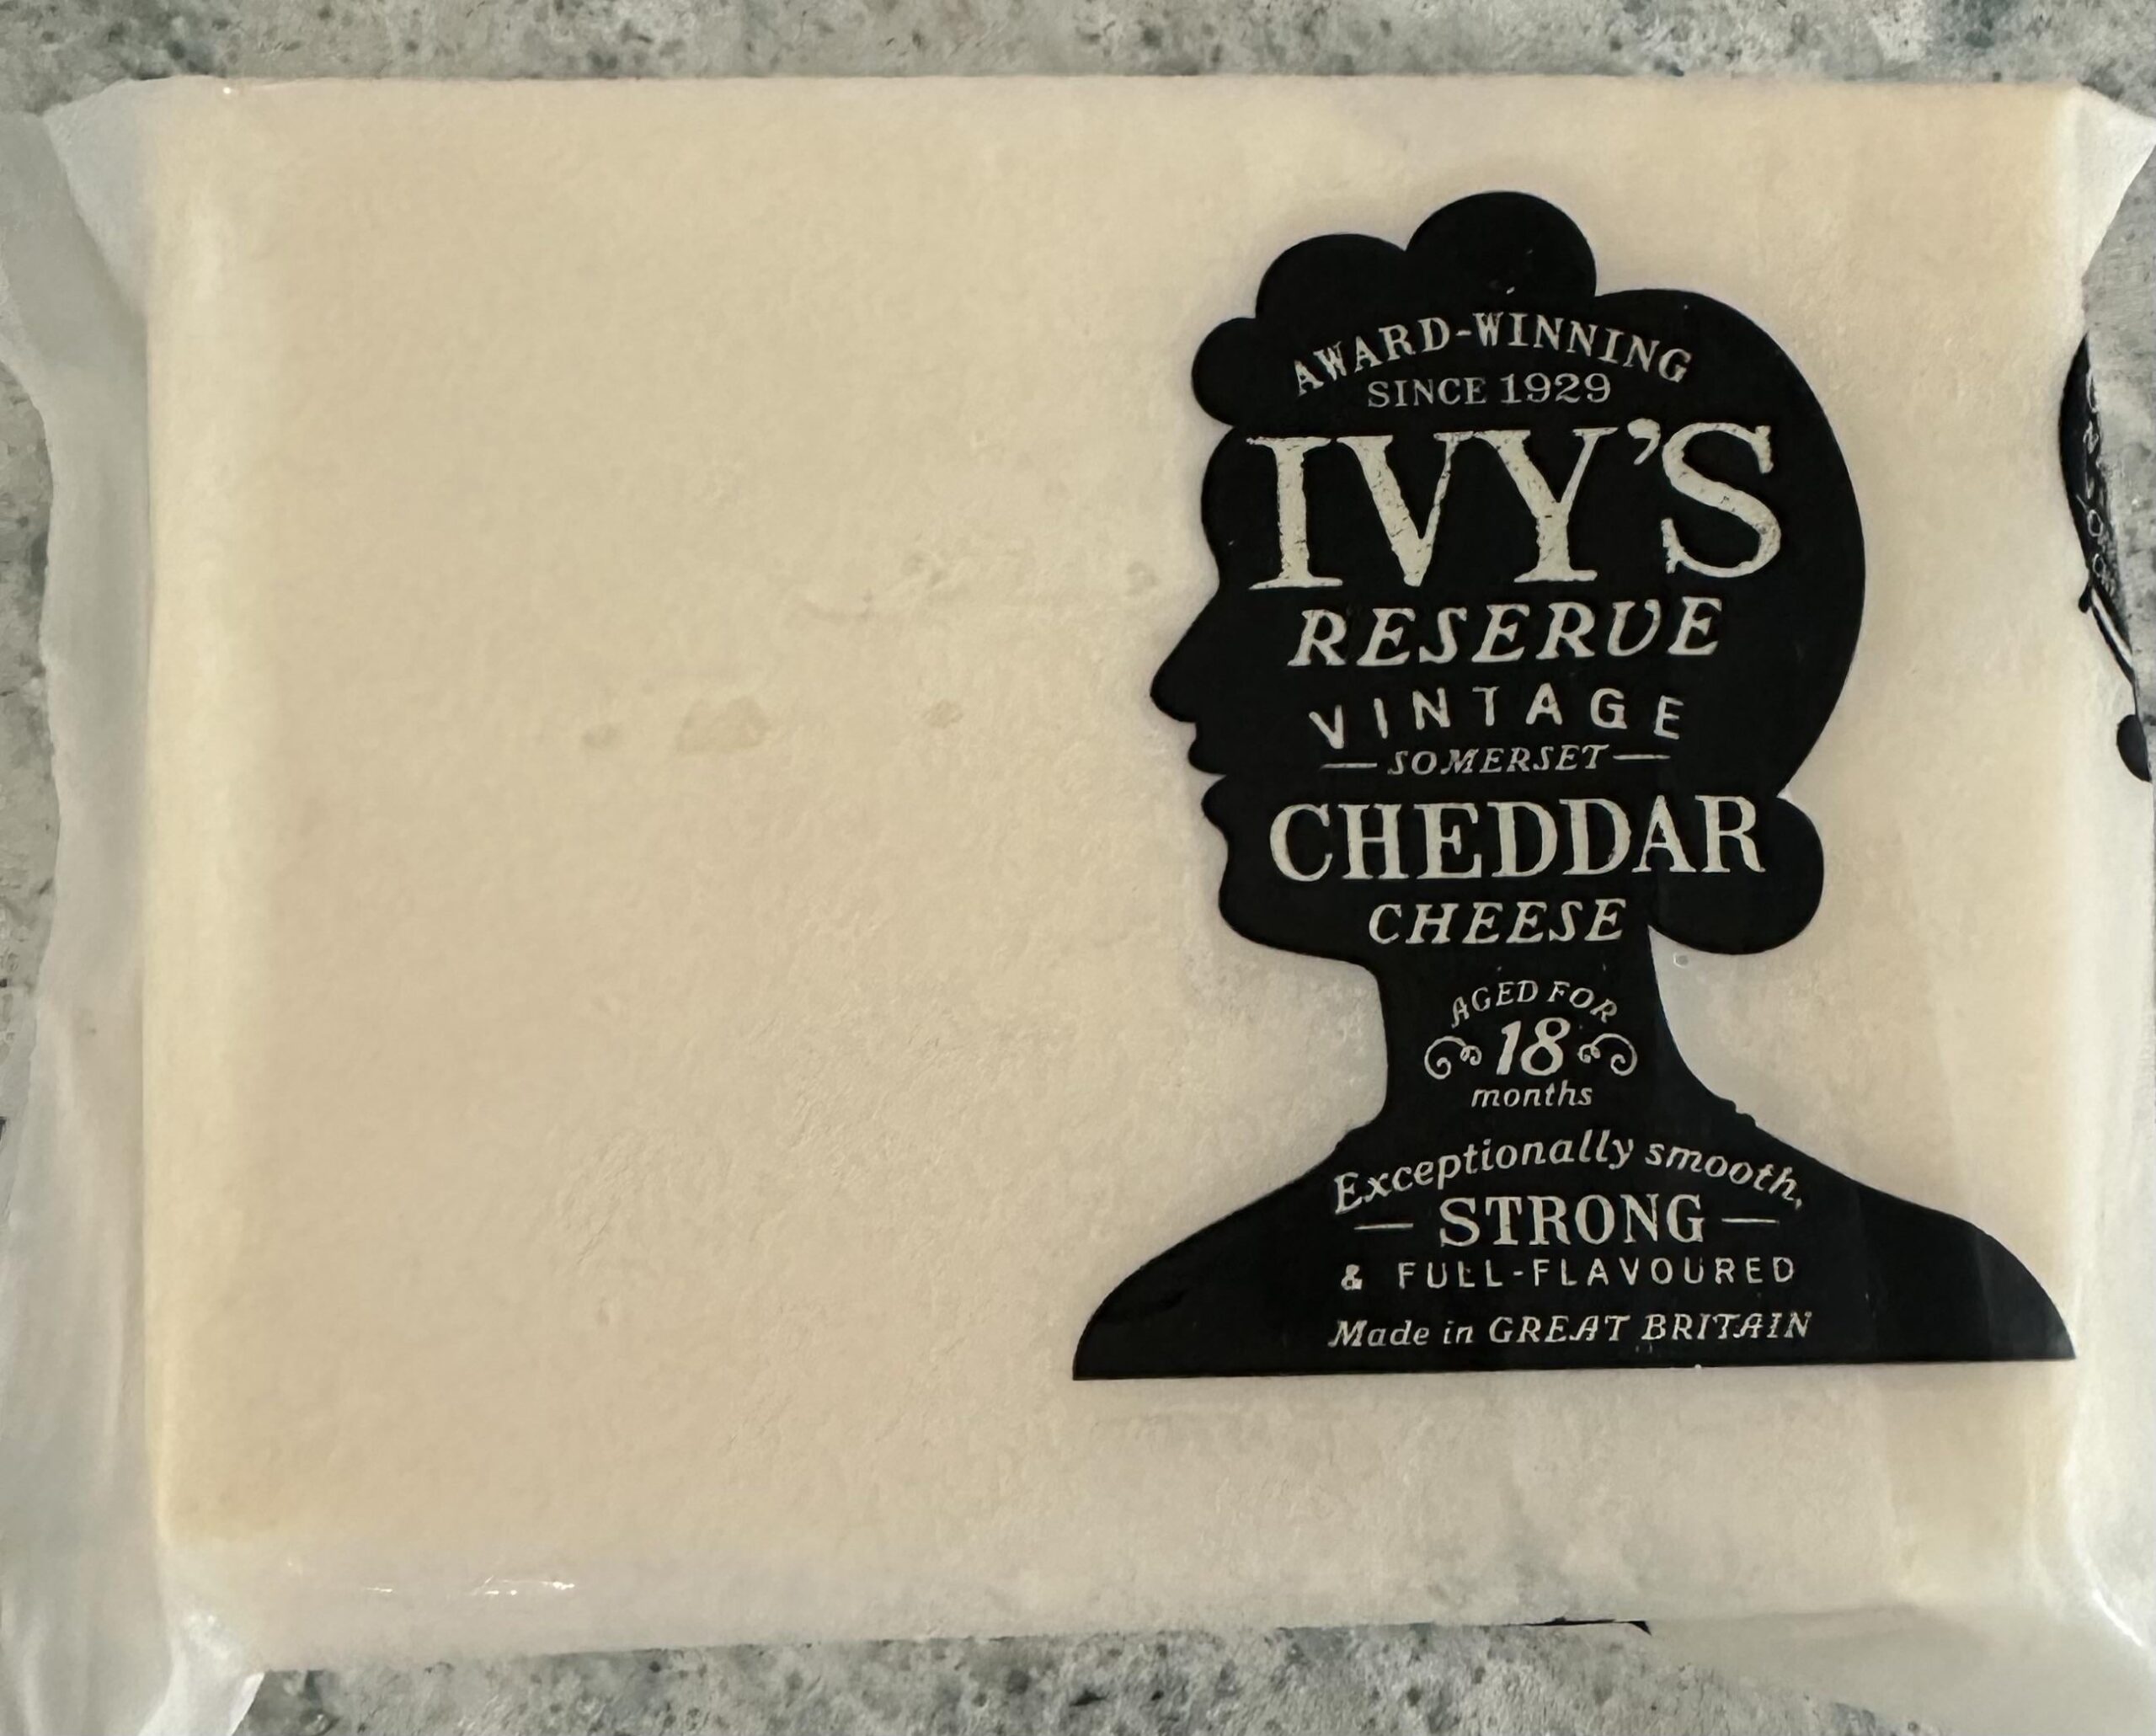 AWARD-WINNING
SINCE 1929
IVY'S
RESERVE
VINTAGE
SOMERSET
CHEDDAR
CHEESE
AGED FOR
18
months
Exceptionally smooth,
STRONG
& FULL-FLAVOURED
Made in GREAT BRITAIN